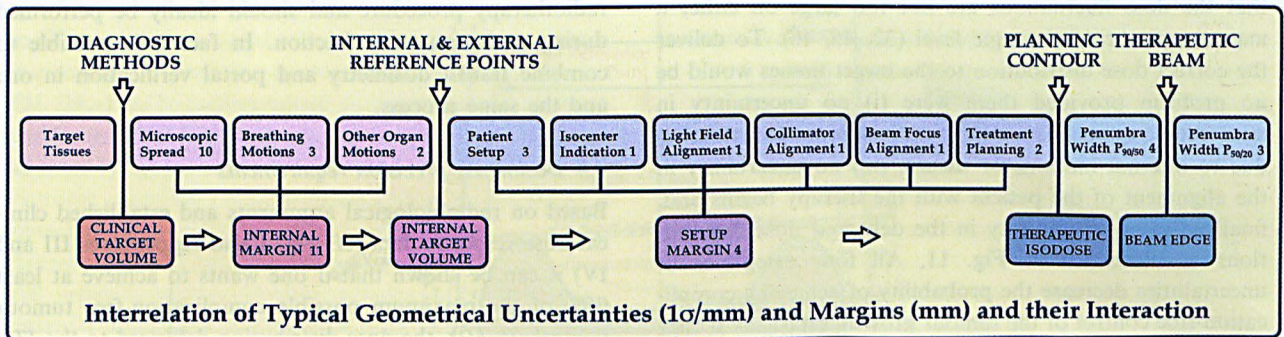 DIAGNOSTIC METHODS
INTERNAL & EXTERNAL REFERENCE POINTS
PLANNING CONTOUR
THERAPEUTIC BEAM
Target
Tissues
Microscopic
Spread 10
Breathing
Motions 3
Other Organ
Motions 2
Patient
Setup 3
Isocenter
Indication 1
Light Field
Alignment 1
Collimator
Alignment 1
Beam Focus
Alignment 1
Treatment
Planning 2
Penumbra
Width P90/50 4
Penumbra
Width P50/20 3
CLINICAL
TARGET
VOLUME
INTERNAL
MARGIN 11
INTERNAL
TARGET
VOLUME
SETUP
MARGIN 4
THERAPEUTIC
ISODOSE
BEAM EDGE
Interrelation of Typical Geometrical Uncertainties (1σ/mm) and Margins (mm) and their Interaction